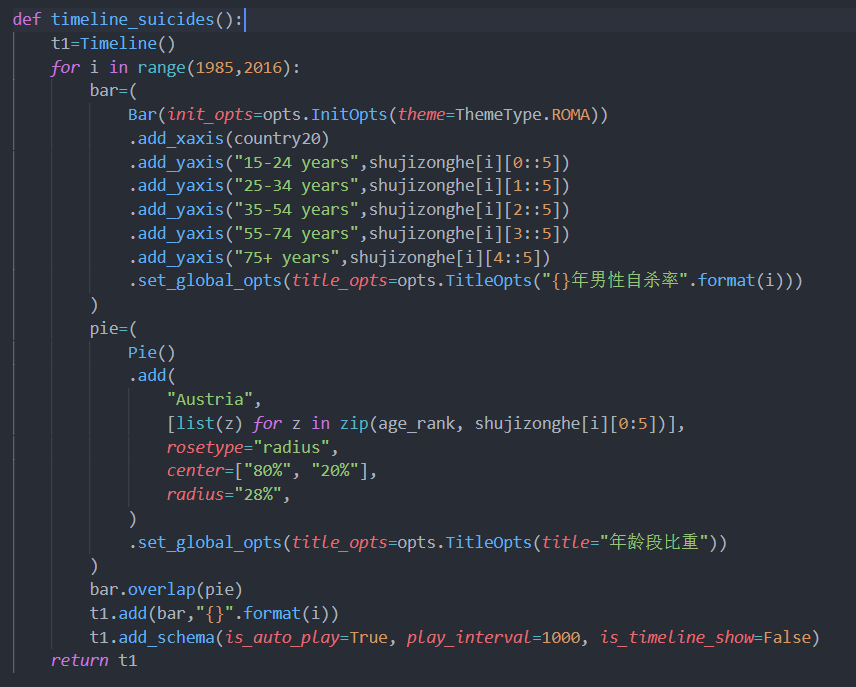 def timeline_suicides():
    t1=Timeline()
    for i in range(1985,2016):
        bar=(
            Bar(init_opts=opts.InitOpts(theme=ThemeType.ROMA))
            .add_xaxis(country20)
            .add_yaxis("15-24 years",shujizonghe[i][0::5])
            .add_yaxis("25-34 years",shujizonghe[i][1::5])
            .add_yaxis("35-54 years",shujizonghe[i][2::5])
            .add_yaxis("55-74 years",shujizonghe[i][3::5])
            .add_yaxis("75+ years",shujizonghe[i][4::5])
            .set_global_opts(title_opts=opts.TitleOpts("{}年男性自杀率".format(i)))
        )
        pie=(
            Pie()
            .add(
                "Austria",
                [list(z) for z in zip(age_rank, shujizonghe[i][0:5])],
                rosetype="radius",
                center=["80%", "20%"],
                radius="28%",
            )
            .set_global_opts(title_opts=opts.TitleOpts(title="年龄段比重"))
        )
        bar.overlap(pie)
        t1.add(bar,"{}".format(i))
        t1.add_schema(is_auto_play=True, play_interval=1000, is_timeline_show=False)
    return t1